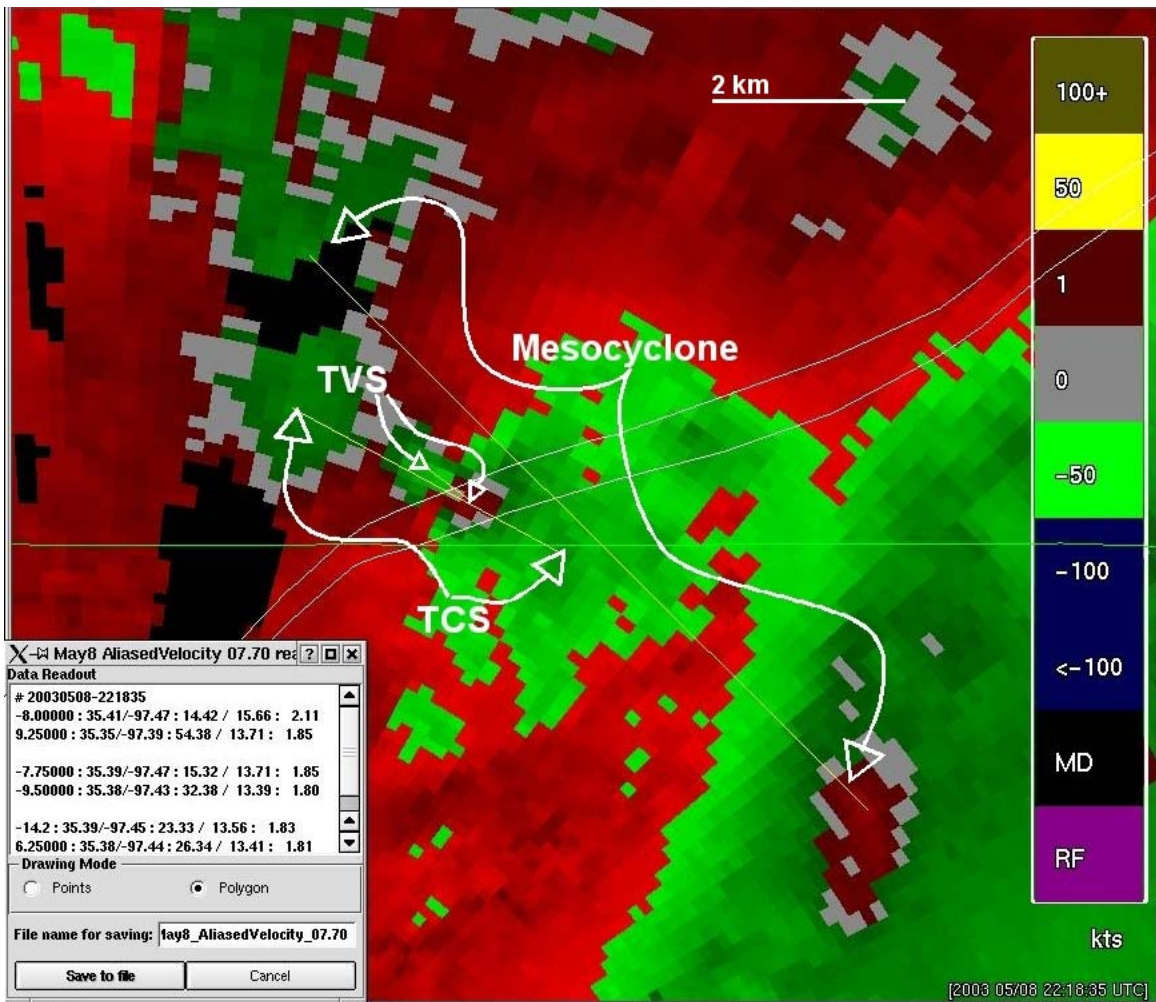 2 km
100+
50
1
0
-50
-100
<-100
MD
RF
kts
Mesocyclone
TVS
TCS
May8 AliasedVelocity 07.70 rea
Data Readout
# 20030508-221835
-8.00000 : 35.41/-97.47 : 14.42 / 15.66 : 2.11
9.25000 : 35.35/-97.39 : 54.38 / 13.71 : 1.85
-7.75000 : 35.39/-97.47 : 15.32 / 13.71 : 1.85
-9.50000 : 35.38/-97.43 : 32.38 / 13.39 : 1.80
-14.2 : 35.39/-97.45 : 23.33 / 13.56 : 1.83
6.25000 : 35.38/-97.44 : 26.34 / 13.41 : 1.81
Drawing Mode
Points Polygon
File name for saving: May8_AliasedVelocity_07.70
Save to file Cancel
[2003 05/08 22:18:35 UTC]